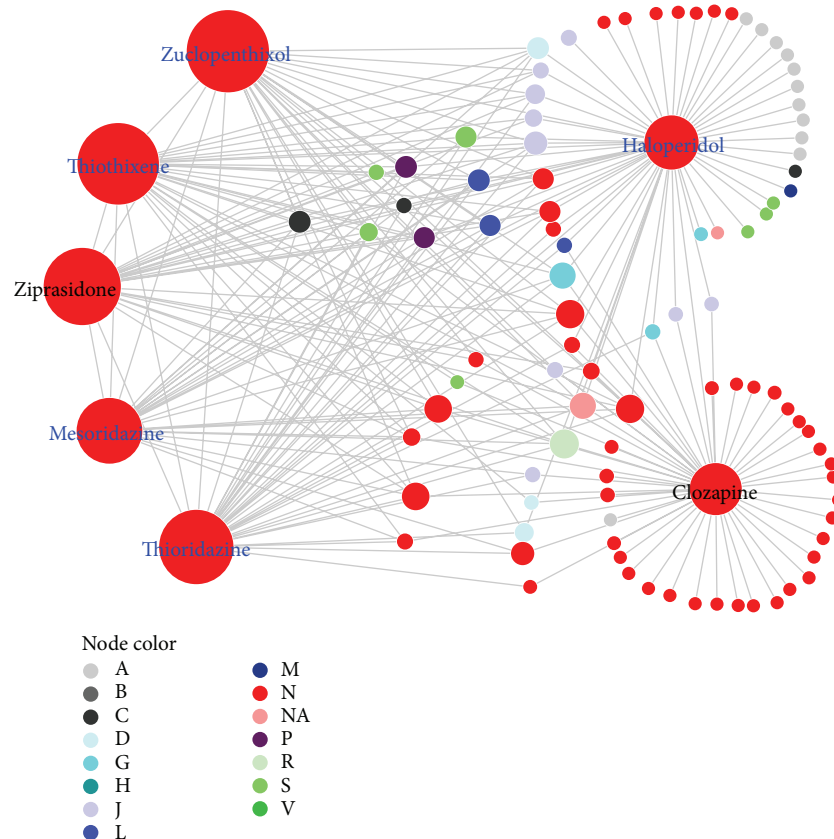 Zuclopenthixol
Thiothixene
Haloperidol
Ziprasidone
Mesoridazine
Clozapine
Thioridazine
Node color
A
B
C
D
G
H
J
L
M
N
NA
P
R
S
V